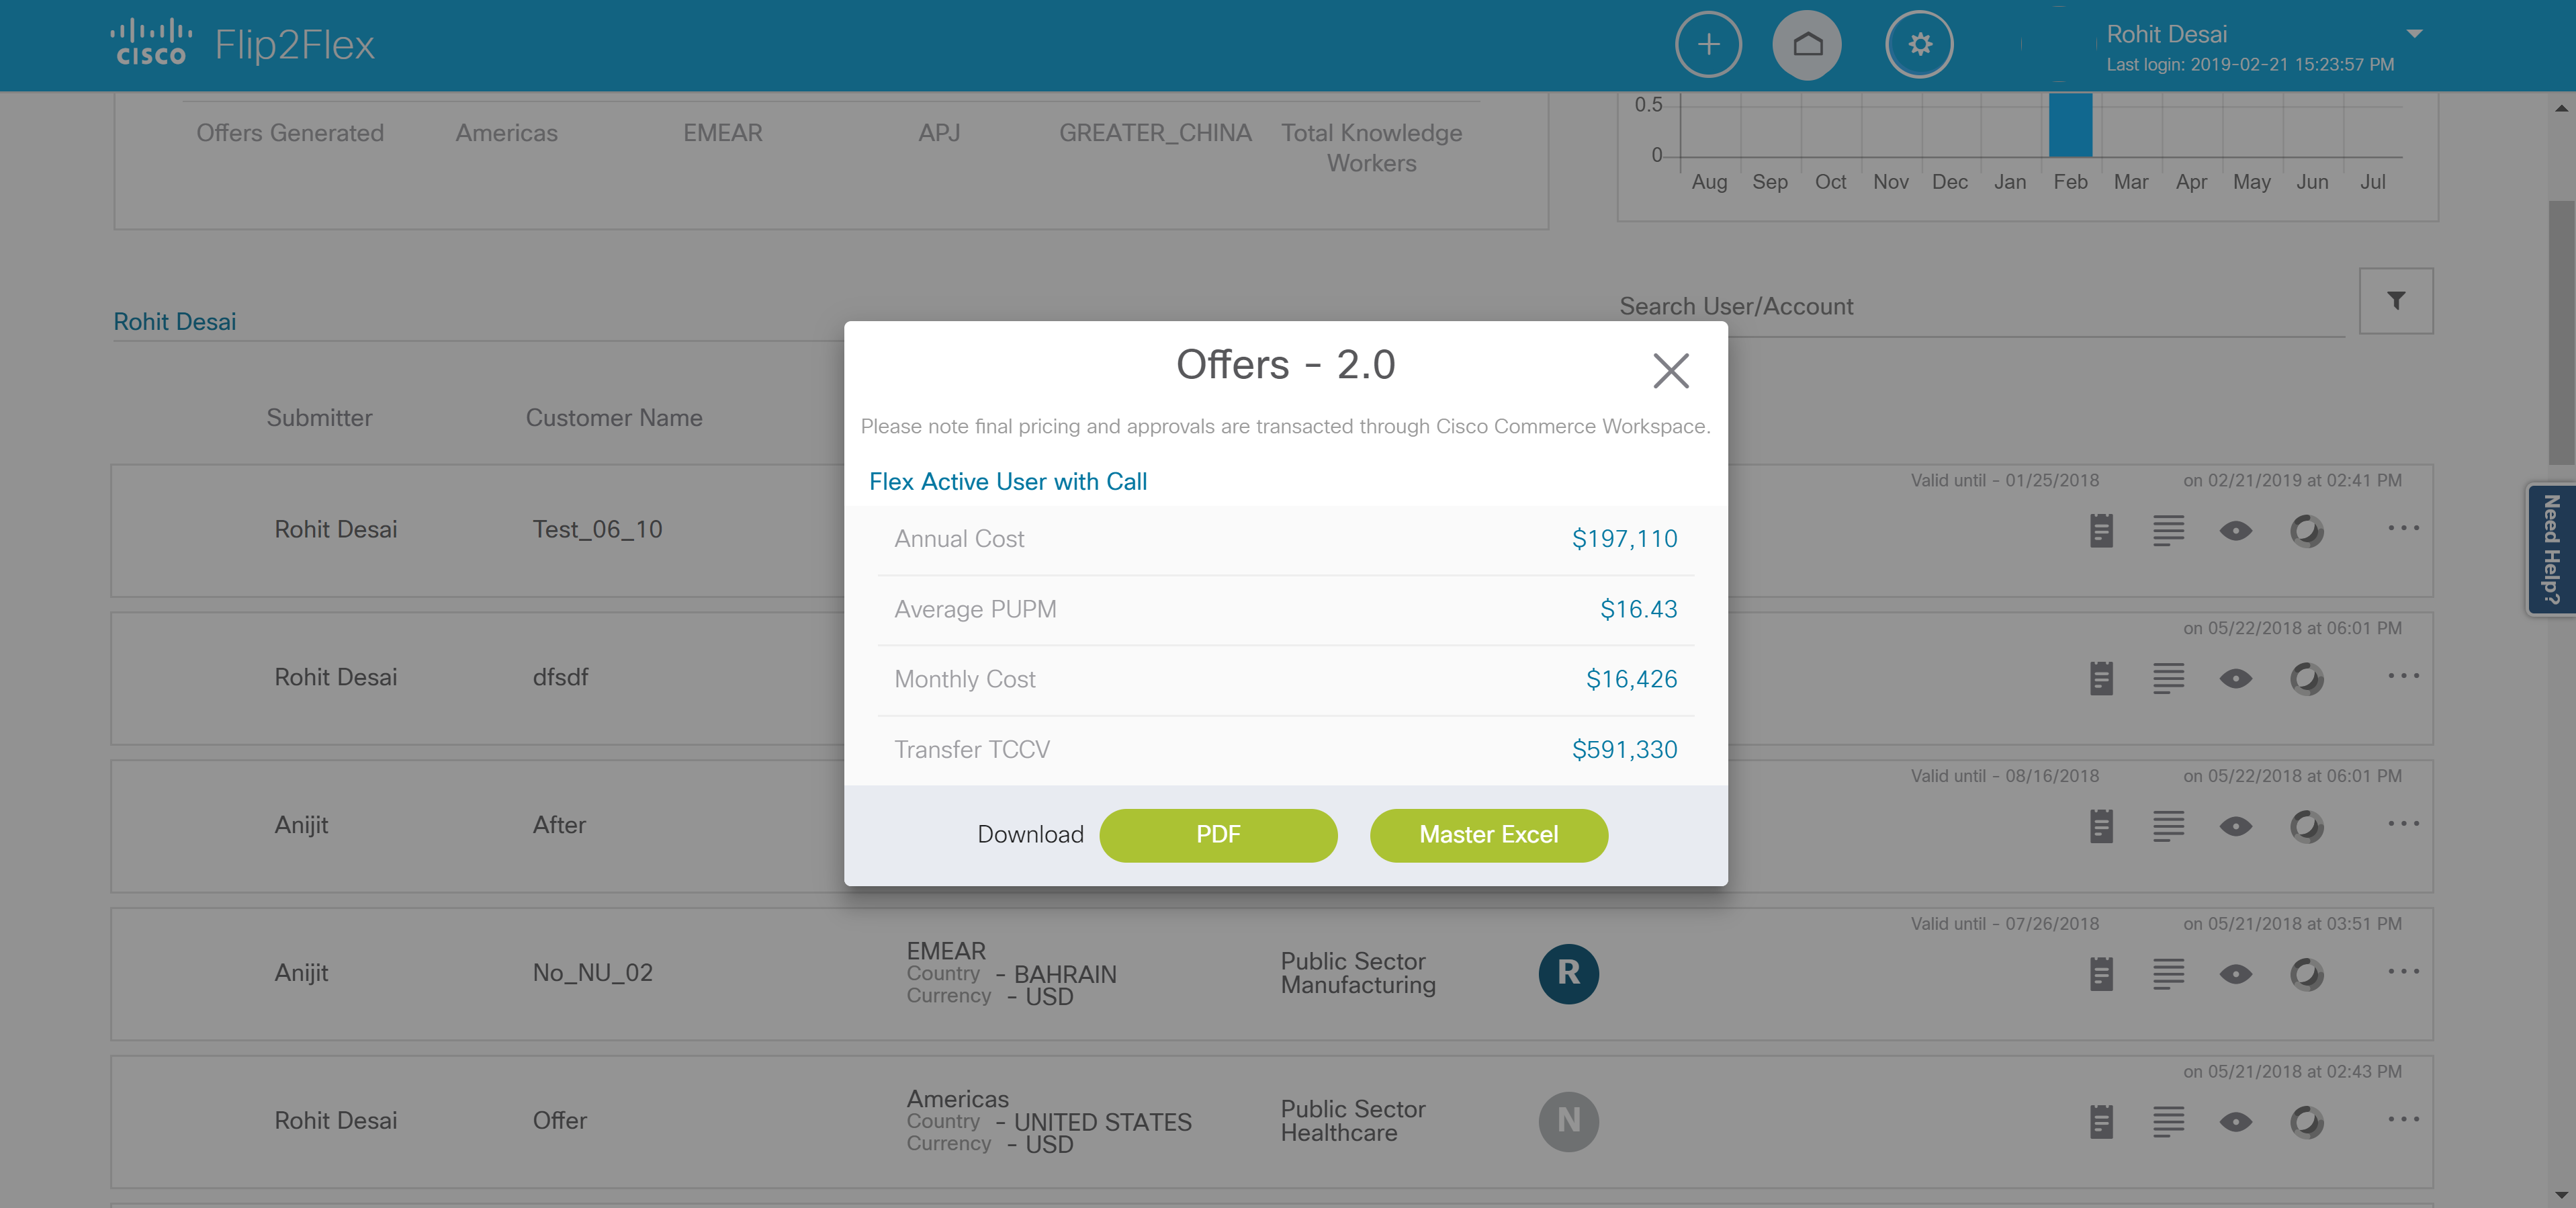 CISCO Flip2Flex
Rohit Desai
Last login: 2019-02-21 15:23:57 PM
Offers Generated Americas EMEAR APJ GREATER_CHINA Total Knowledge
Workers
0.5
0
Aug Sep Oct Nov Dec Jan Feb Mar Apr May Jun Jul
Rohit Desai
Search User/Account
Submitter Customer Name
Offers - 2.0
Please note final pricing and approvals are transacted through Cisco Commerce Workspace.
Flex Active User with Call
Annual Cost $197,110
Average PUPM $16.43
Monthly Cost $16,426
Transfer TCCV $591,330
Download PDF Master Excel
Valid until - 01/25/2018 on 02/21/2019 at 02:41 PM
Rohit Desai Test_06_10
Need Help?
on 05/22/2018 at 06:01 PM
Rohit Desai dfsdf
Valid until - 08/16/2018 on 05/22/2018 at 06:01 PM
Anijit After
Valid until - 07/26/2018 on 05/21/2018 at 03:51 PM
Anijit No_NU_02
EMEAR
Country - BAHRAIN
Currency - USD
Public Sector
Manufacturing
R
on 05/21/2018 at 02:43 PM
Rohit Desai Offer
Americas
Country - UNITED STATES
Currency - USD
Public Sector
Healthcare
N